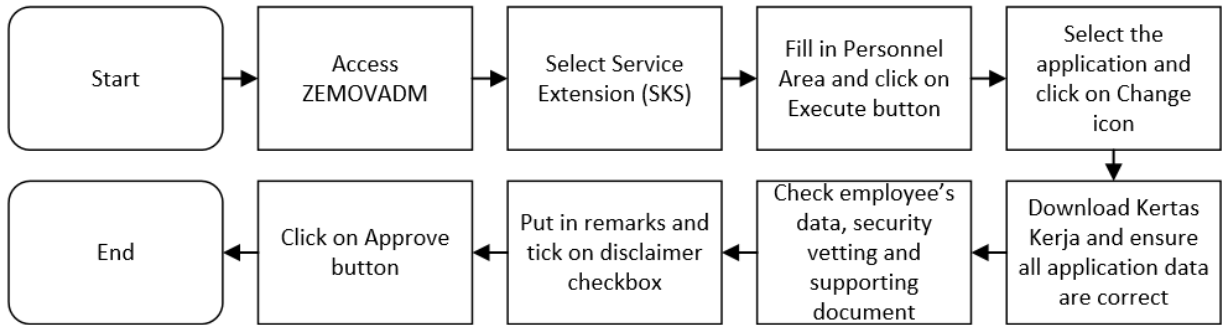 Start
Access
ZEMOVADM
Select Service
Extension (SKS)
Fill in Personnel
Area and click on
Execute button
Select the
application and
click on Change
icon
Download Kertas
Kerja and ensure
all application data
are correct
Check employee’s
data, security
vetting and
supporting
document
Put in remarks and
tick on disclaimer
checkbox
Click on Approve
button
End